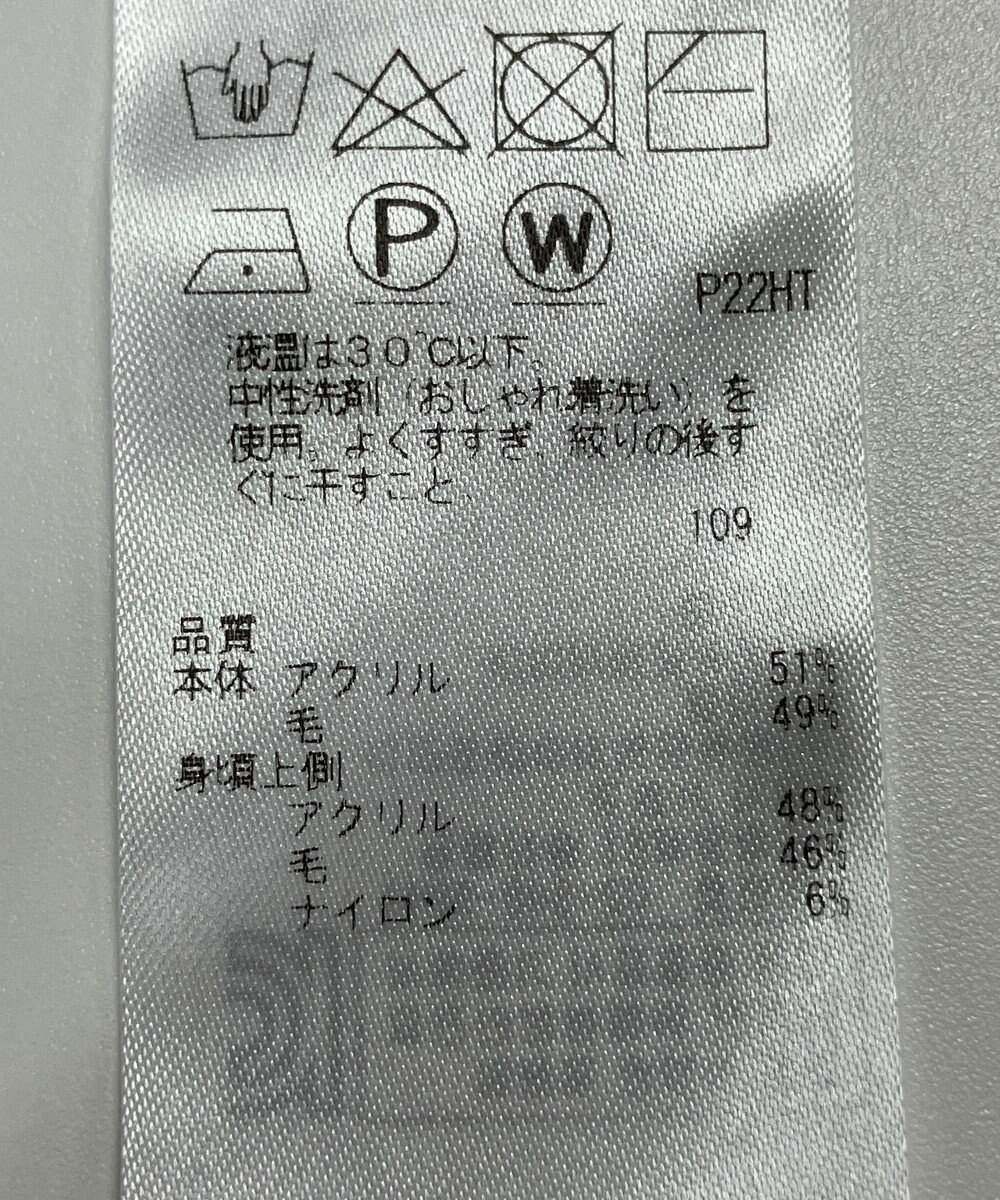 P W
P22HT
液温は30℃以下。
中性洗剤(おしゃれ着洗い)を
使用。よくすすぎ、絞りの後す
ぐに干すこと。
109
品質
本体 アクリル 51%
毛 49%
身頃上側
アクリル 48%
毛 46%
ナイロン 6%